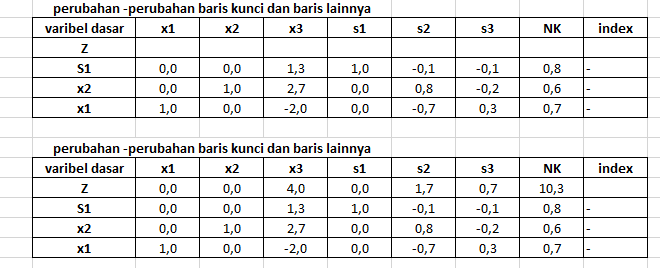 perubahan -perubahan baris kunci dan baris lainnya
varibel dasar x1 x2 x3 s1 s2 s3 NK index
Z
S1 0,0 0,0 1,3 1,0 -0,1 -0,1 0,8 -
x2 0,0 1,0 2,7 0,0 0,8 -0,2 0,6 -
x1 1,0 0,0 -2,0 0,0 -0,7 0,3 0,7 -
perubahan -perubahan baris kunci dan baris lainnya
varibel dasar x1 x2 x3 s1 s2 s3 NK index
Z 0,0 0,0 4,0 0,0 1,7 0,7 10,3
S1 0,0 0,0 1,3 1,0 -0,1 -0,1 0,8 -
x2 0,0 1,0 2,7 0,0 0,8 -0,2 0,6 -
x1 1,0 0,0 -2,0 0,0 -0,7 0,3 0,7 -